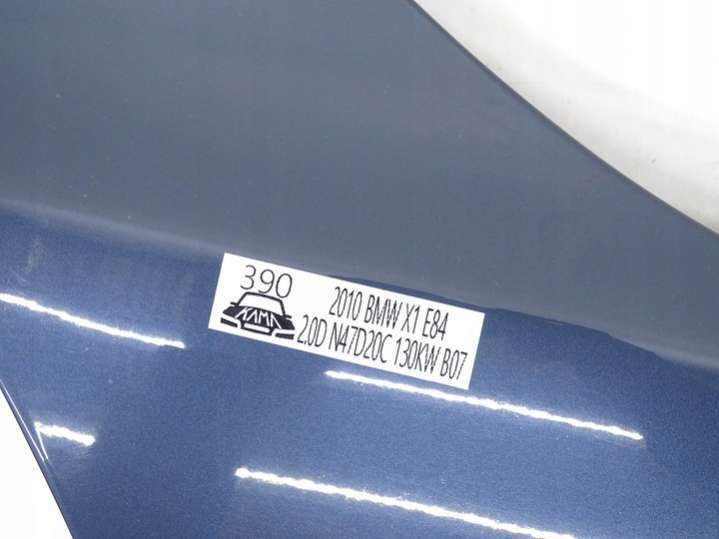 390
KAMA
2010 BMW X1 E84
2.0D N47D20C 130KW B07